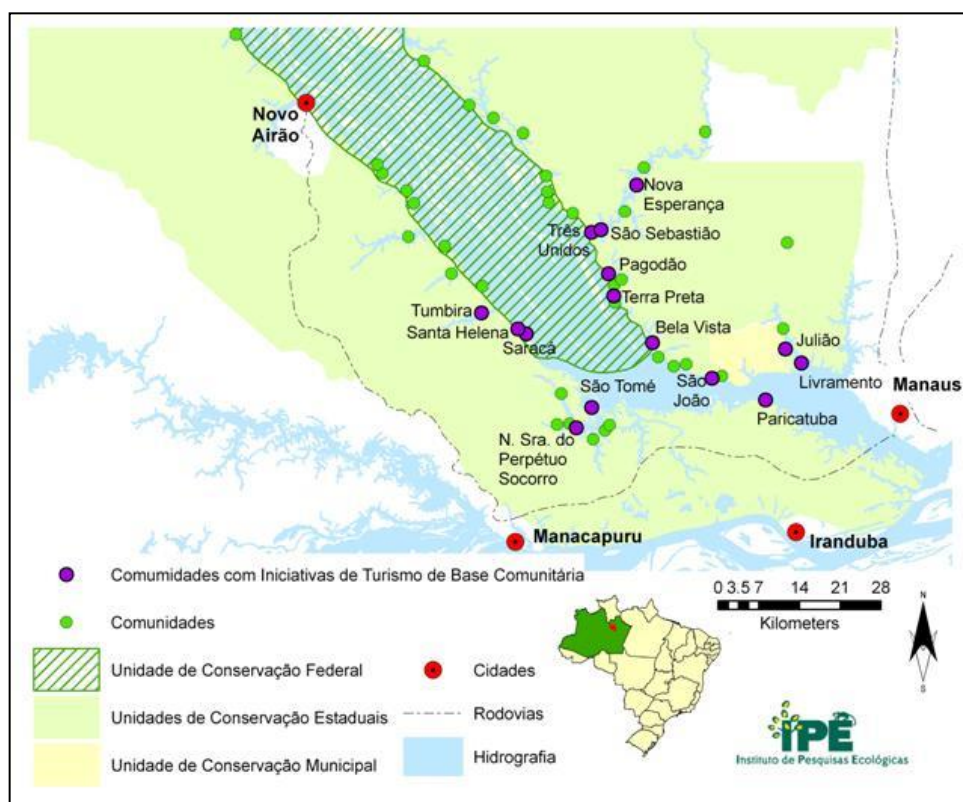 Novo
Airão
Nova
Esperança
Três
Unidos
São Sebastião
Pagodão
Terra Preta
Tumbira
Santa Helena
Saracá
Bela Vista
Julião
São Tomé
São
João
Livramento
Manaus
Paricatuba
N. Sra. do
Perpétuo
Socorro
Manacapuru
Iranduba
Comumidades com Iniciativas de Turismo de Base Comunitária
Comunidades
Unidade de Conservação Federal
Unidades de Conservação Estaduais
Unidade de Conservação Municipal
Cidades
Rodovias
Hidrografia
0 3.5 7 14 21 28
Kilometers
N
S
IPÊ
Instituto de Pesquisas Ecológicas